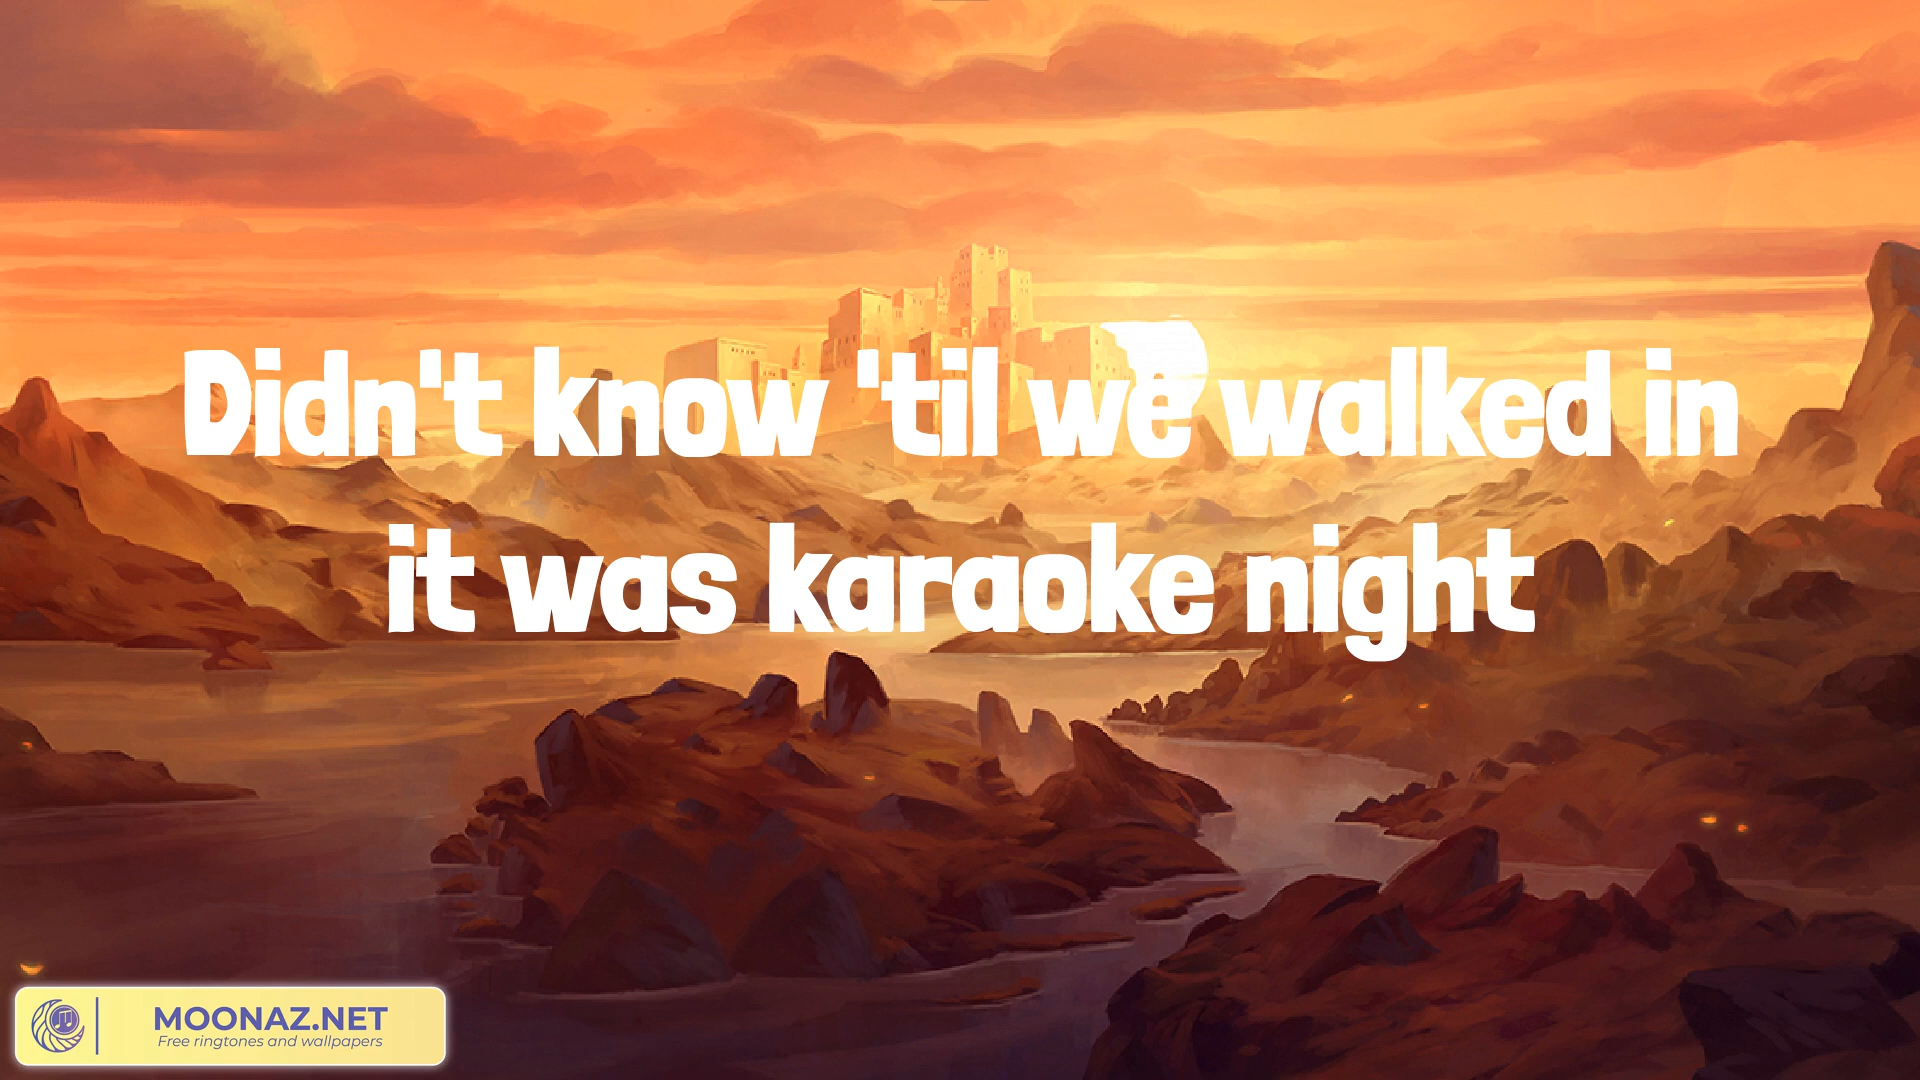 Didn't know 'til we walked in
it was karaoke night
MOONAZ.NET
Free ringtones and wallpapers